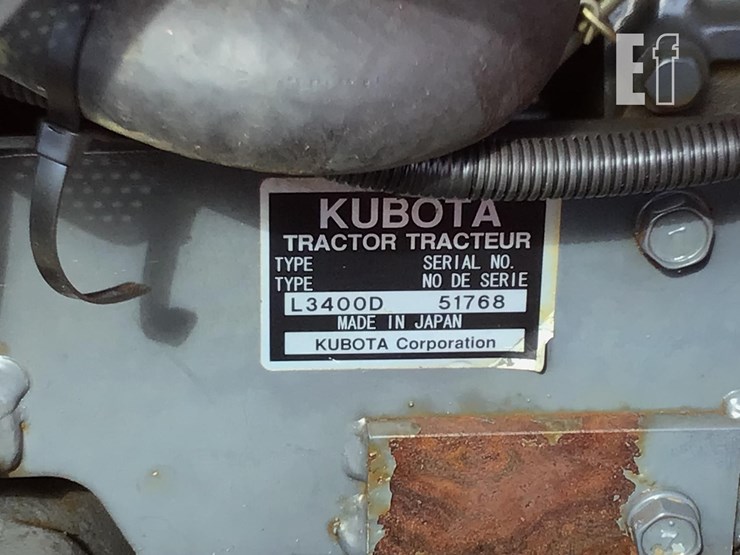 Ef
KUBOTA
TRACTOR TRACTEUR
TYPE SERIAL NO.
TYPE NO DE SERIE
L3400D 51768
MADE IN JAPAN
KUBOTA Corporation